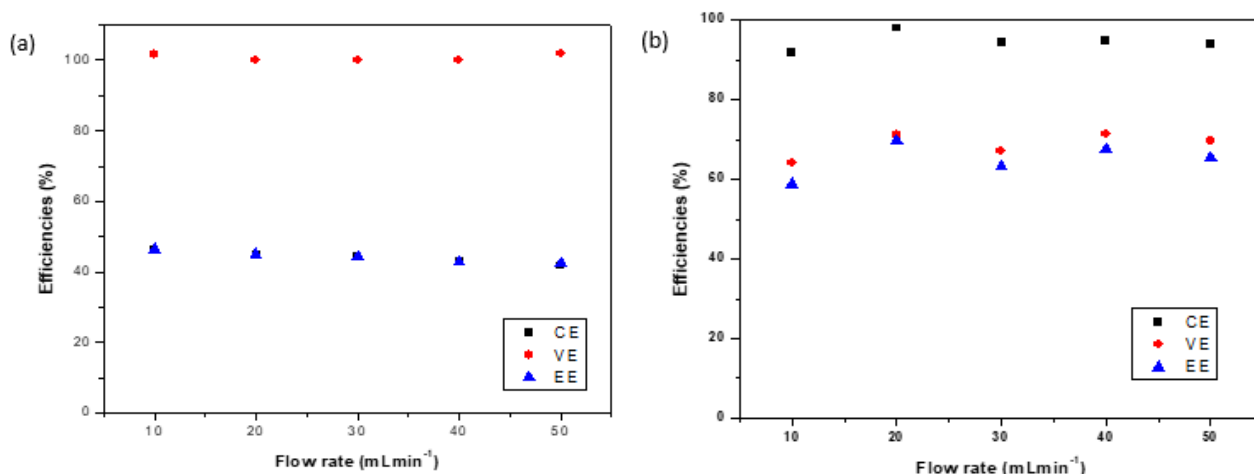 (a)
100
80
60
40
20
0
Efficiencies (%)
10 20 30 40 50
Flow rate (mLmin⁻¹)
CE
VE
EE
(b)
100
80
60
40
20
0
Efficiencies (%)
10 20 30 40 50
Flow rate (mLmin⁻¹)
CE
VE
EE